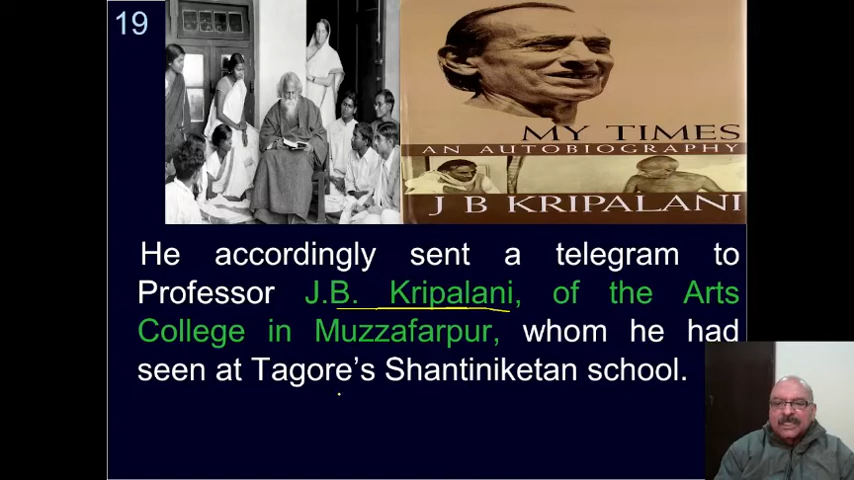 19
MY TIMES
AN AUTOBIOGRAPHY
J B KRIPALANI
He accordingly sent a telegram to
Professor J.B. Kripalani, of the Arts
College in Muzzafarpur, whom he had
seen at Tagore’s Shantiniketan school.